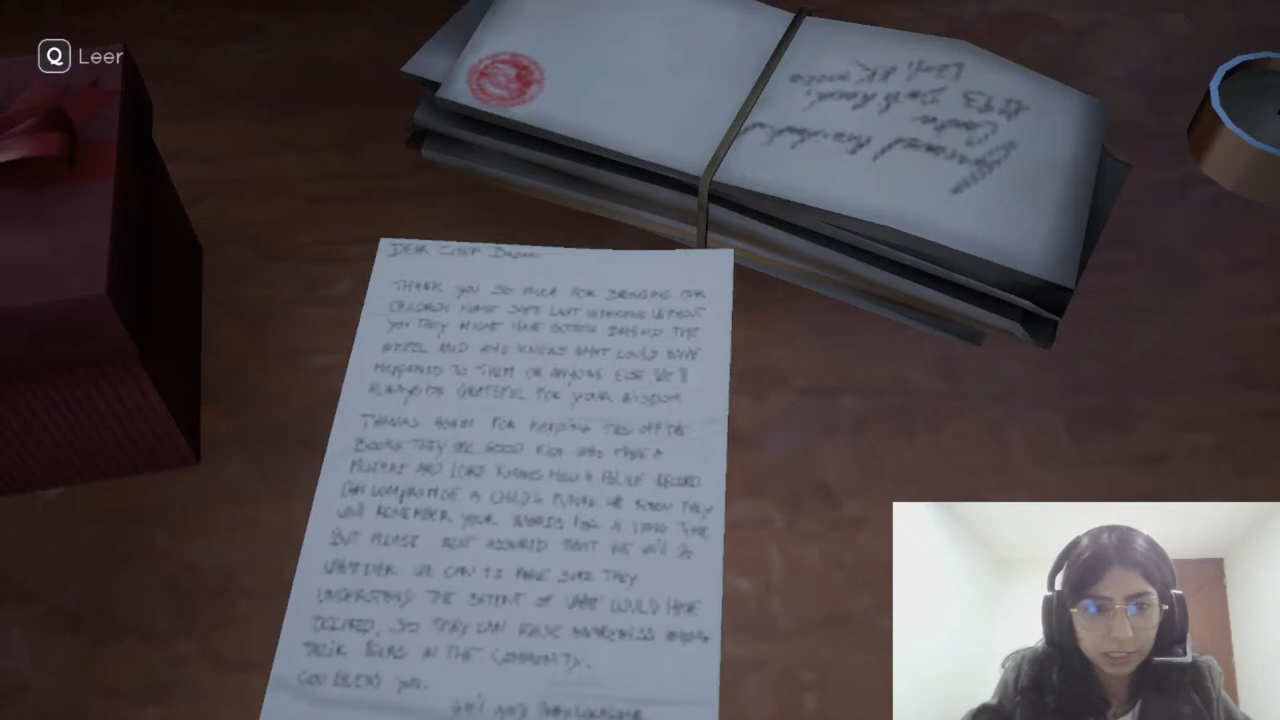 Q Leer
DEAR CHIEF
THANK YOU SO MUCH FOR BRINGING OUR
CHILDREN HOME SAFE LAST WEEKEND WITHOUT
YOU THEY MIGHT HAVE GOTTEN BEHIND THE
WHEEL AND WHO KNOWS WHAT COULD HAVE
HAPPENED TO THEM OR ANYONE ELSE WE'LL
ALWAYS BE GRATEFUL FOR YOUR WISDOM
THANKS AGAIN FOR KEEPING THIS OFF THE
BOOKS THEY'RE GOOD KIDS WHO MADE A
MISTAKE AND LORD KNOWS HOW A POLICE RECORD
CAN COMPROMISE A CHILD'S FUTURE WE KNOW THEY
WILL REMEMBER YOUR WORDS FOR A LONG TIME
BUT PLEASE REST ASSURED THAT WE WILL DO
WHATEVER WE CAN TO MAKE SURE THEY
UNDERSTAND THE EXTENT OF WHAT COULD HAVE
OCCURRED, SO THEY CAN RAISE AWARENESS AMONG
THEIR PEERS IN THE COMMUNITY.
GOD BLESS YOU.
AND